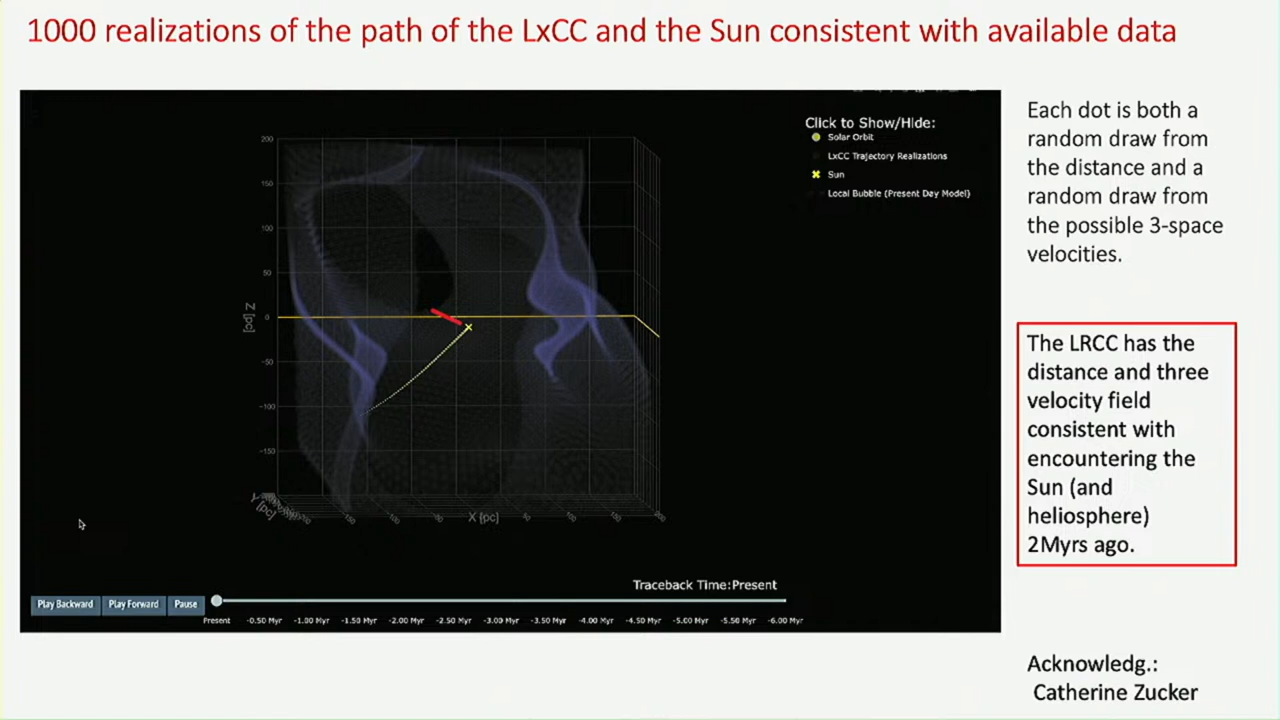 1000 realizations of the path of the LxCC and the Sun consistent with available data
Each dot is both a
random draw from
the distance and a
random draw from
the possible 3-space
velocities.
Click to Show/Hide:
Solar Orbit
LxCC Trajectory Realizations
Sun
Local Bubble (Present Day Model)
200
150
100
50
0
−50
−100
−150
Z [pc]
Y [pc]
X [pc]
50
100
150
200
The LRCC has the
distance and three
velocity field
consistent with
encountering the
Sun (and
heliosphere)
2Myrs ago.
Traceback Time:Present
Play Backward Play Forward Pause
Present -0.50 Myr -1.00 Myr -1.50 Myr -2.00 Myr -2.50 Myr -3.00 Myr -3.50 Myr -4.00 Myr -4.50 Myr -5.00 Myr -5.50 Myr -6.00 Myr
Acknowledg.:
Catherine Zucker